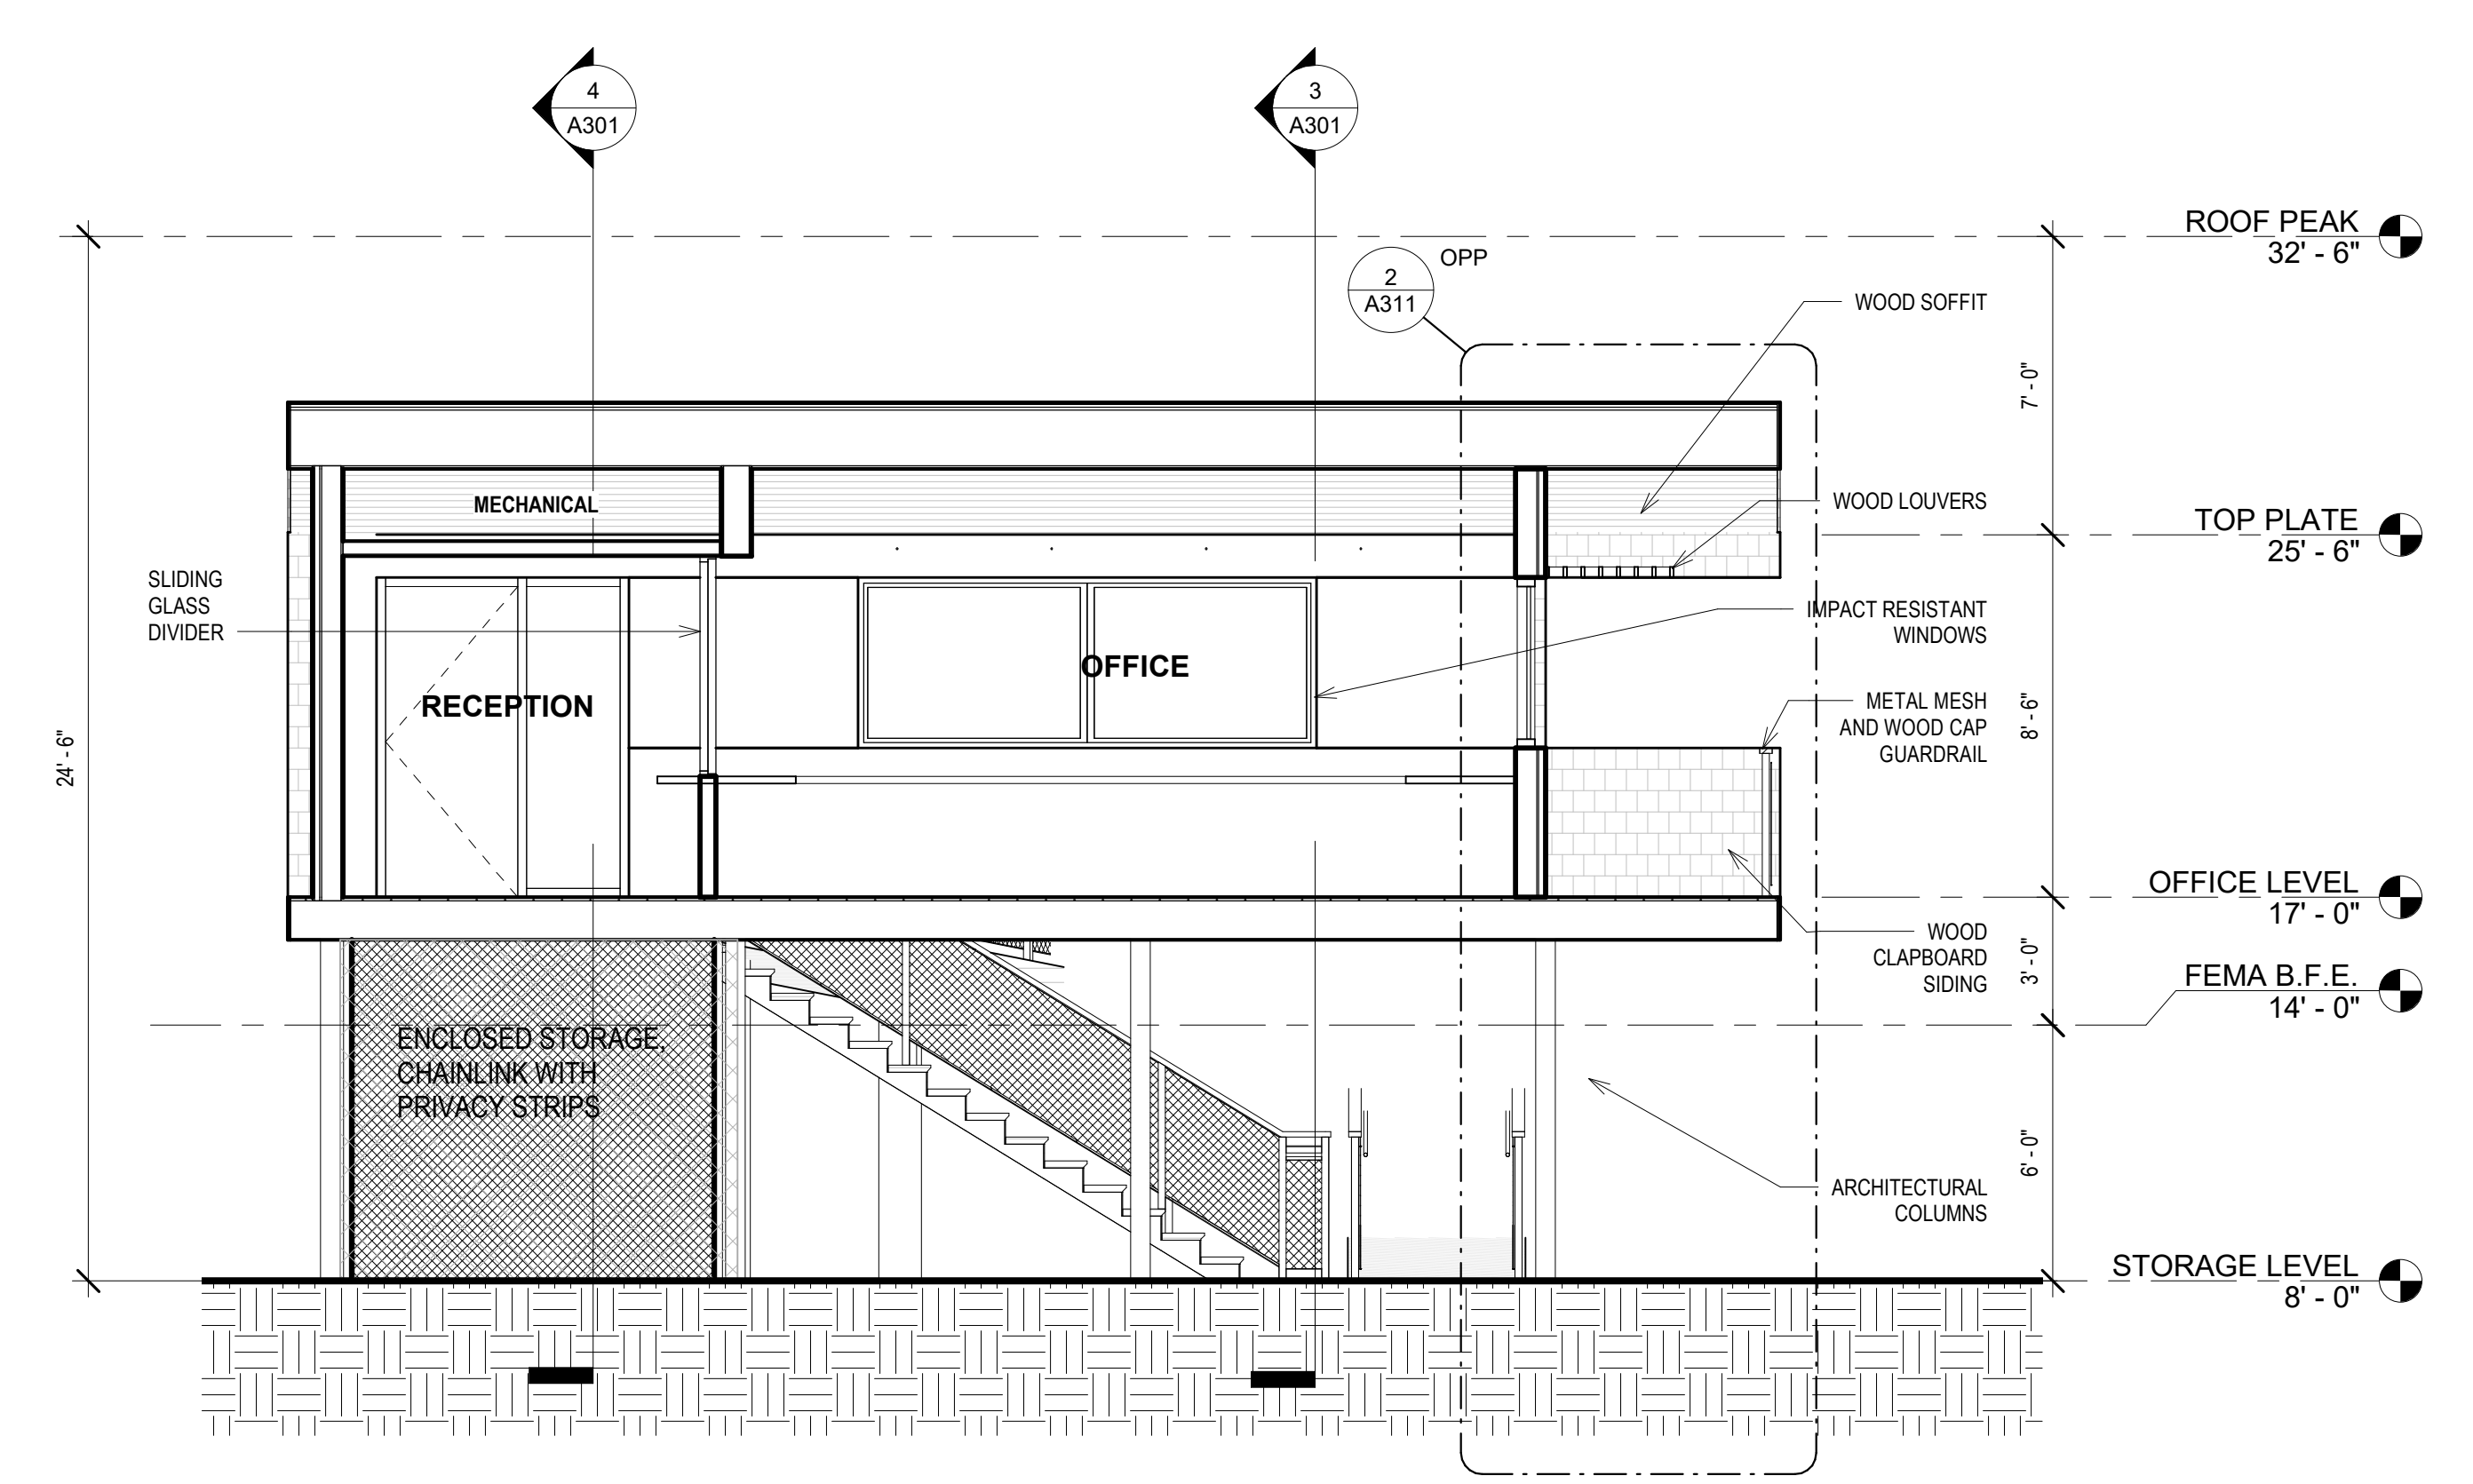 4
A301
3
A301
ROOF PEAK
32' - 6"
2
A311
OPP
WOOD SOFFIT
7' - 0"
MECHANICAL
WOOD LOUVERS
TOP PLATE
25' - 6"
SLIDING
GLASS
DIVIDER
IMPACT RESISTANT
WINDOWS
OFFICE
RECEPTION
METAL MESH
AND WOOD CAP
GUARDRAIL
8' - 6"
24' - 6"
OFFICE LEVEL
17' - 0"
WOOD
CLAPBOARD
SIDING
3' - 0"
FEMA B.F.E.
14' - 0"
ENCLOSED STORAGE,
CHAINLINK WITH
PRIVACY STRIPS
6' - 0"
ARCHITECTURAL
COLUMNS
STORAGE LEVEL
8' - 0"